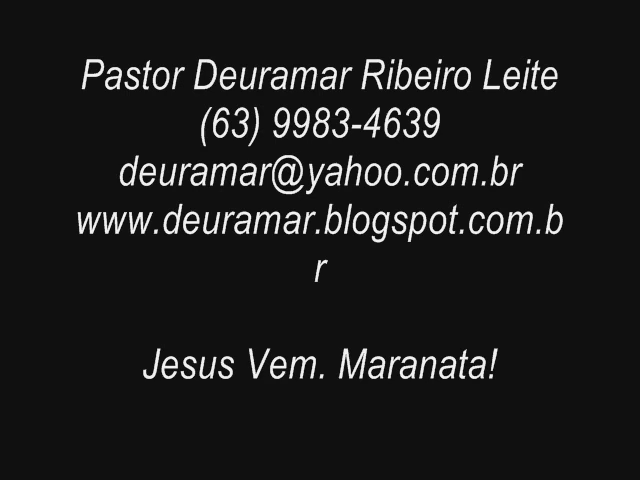 Pastor Deuramar Ribeiro Leite
(63) 9983-4639
deuramar@yahoo.com.br
www.deuramar.blogspot.com.b
r
Jesus Vem. Maranata!